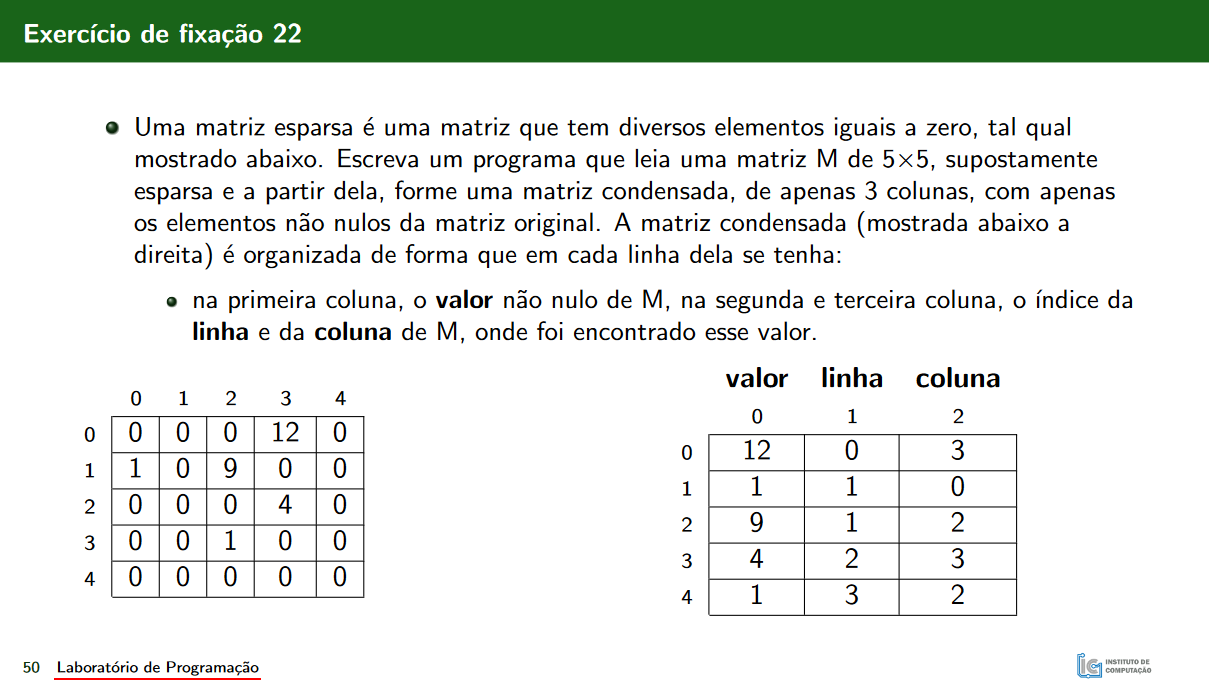 Exercício de fixação 22
Uma matriz esparsa é uma matriz que tem diversos elementos iguais a zero, tal qual
mostrado abaixo. Escreva um programa que leia uma matriz M de 5×5, supostamente
esparsa e a partir dela, forme uma matriz condensada, de apenas 3 colunas, com apenas
os elementos não nulos da matriz original. A matriz condensada (mostrada abaixo a
direita) é organizada de forma que em cada linha dela se tenha:
na primeira coluna, o valor não nulo de M, na segunda e terceira coluna, o índice da
linha e da coluna de M, onde foi encontrado esse valor.
0 1 2 3 4
0 0 0 0 12 0
1 1 0 9 0 0
2 0 0 0 4 0
3 0 0 1 0 0
4 0 0 0 0 0
valor linha coluna
0 1 2
0 12 0 3
1 1 1 0
2 9 1 2
3 4 2 3
4 1 3 2
50 Laboratório de Programação
INSTITUTO DE
COMPUTAÇÃO